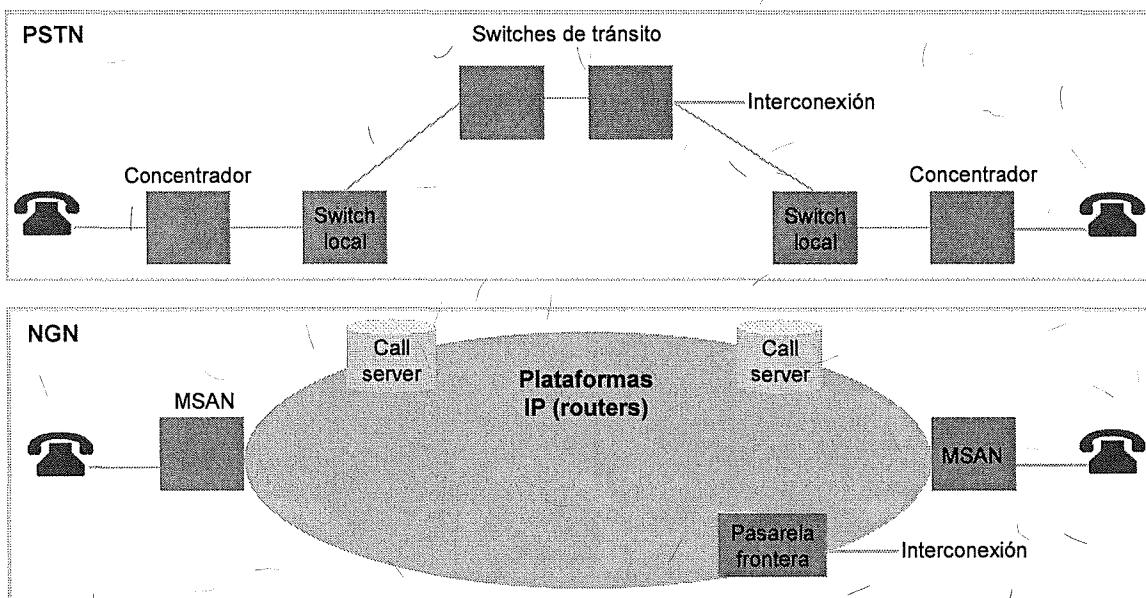 PSTN
Switches de tránsito
Interconexión
Concentrador
Concentrador
Switch
local
Switch
local
NGN
Call
server
Call
server
Plataformas
IP (routers)
MSAN
MSAN
Pasarela
frontera
Interconexión